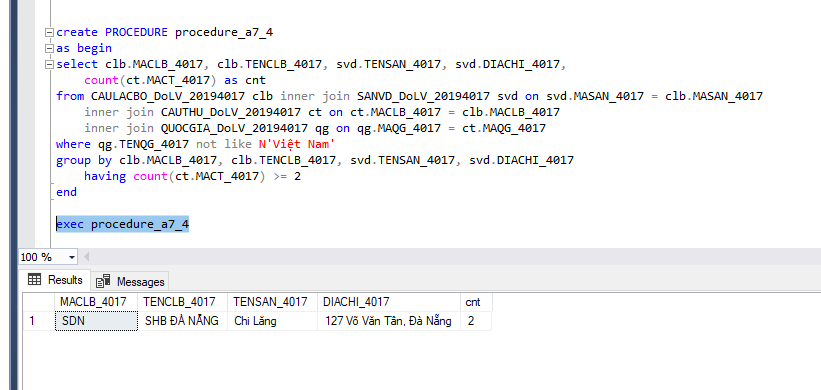 create PROCEDURE procedure_a7_4
as begin
select clb.MACLB_4017, clb.TENCLB_4017, svd.TENSAN_4017, svd.DIACHI_4017,
count(ct.MACT_4017) as cnt
from CAULACBO_DoLV_20194017 clb inner join SANVD_DoLV_20194017 svd on svd.MASAN_4017 = clb.MASAN_4017
inner join CAUTHU_DoLV_20194017 ct on ct.MACLB_4017 = clb.MACLB_4017
inner join QUOCGIA_DoLV_20194017 qg on qg.MAQG_4017 = ct.MAQG_4017
where qg.TENQG_4017 not like N'Việt Nam'
group by clb.MACLB_4017, clb.TENCLB_4017, svd.TENSAN_4017, svd.DIACHI_4017
having count(ct.MACT_4017) >= 2
end
exec procedure_a7_4
100 %
Results Messages
MACLB_4017 TENCLB_4017 TENSAN_4017 DIACHI_4017 cnt
1 SDN SHB ĐÀ NẴNG Chi Lăng 127 Võ Văn Tân, Đà Nẵng 2